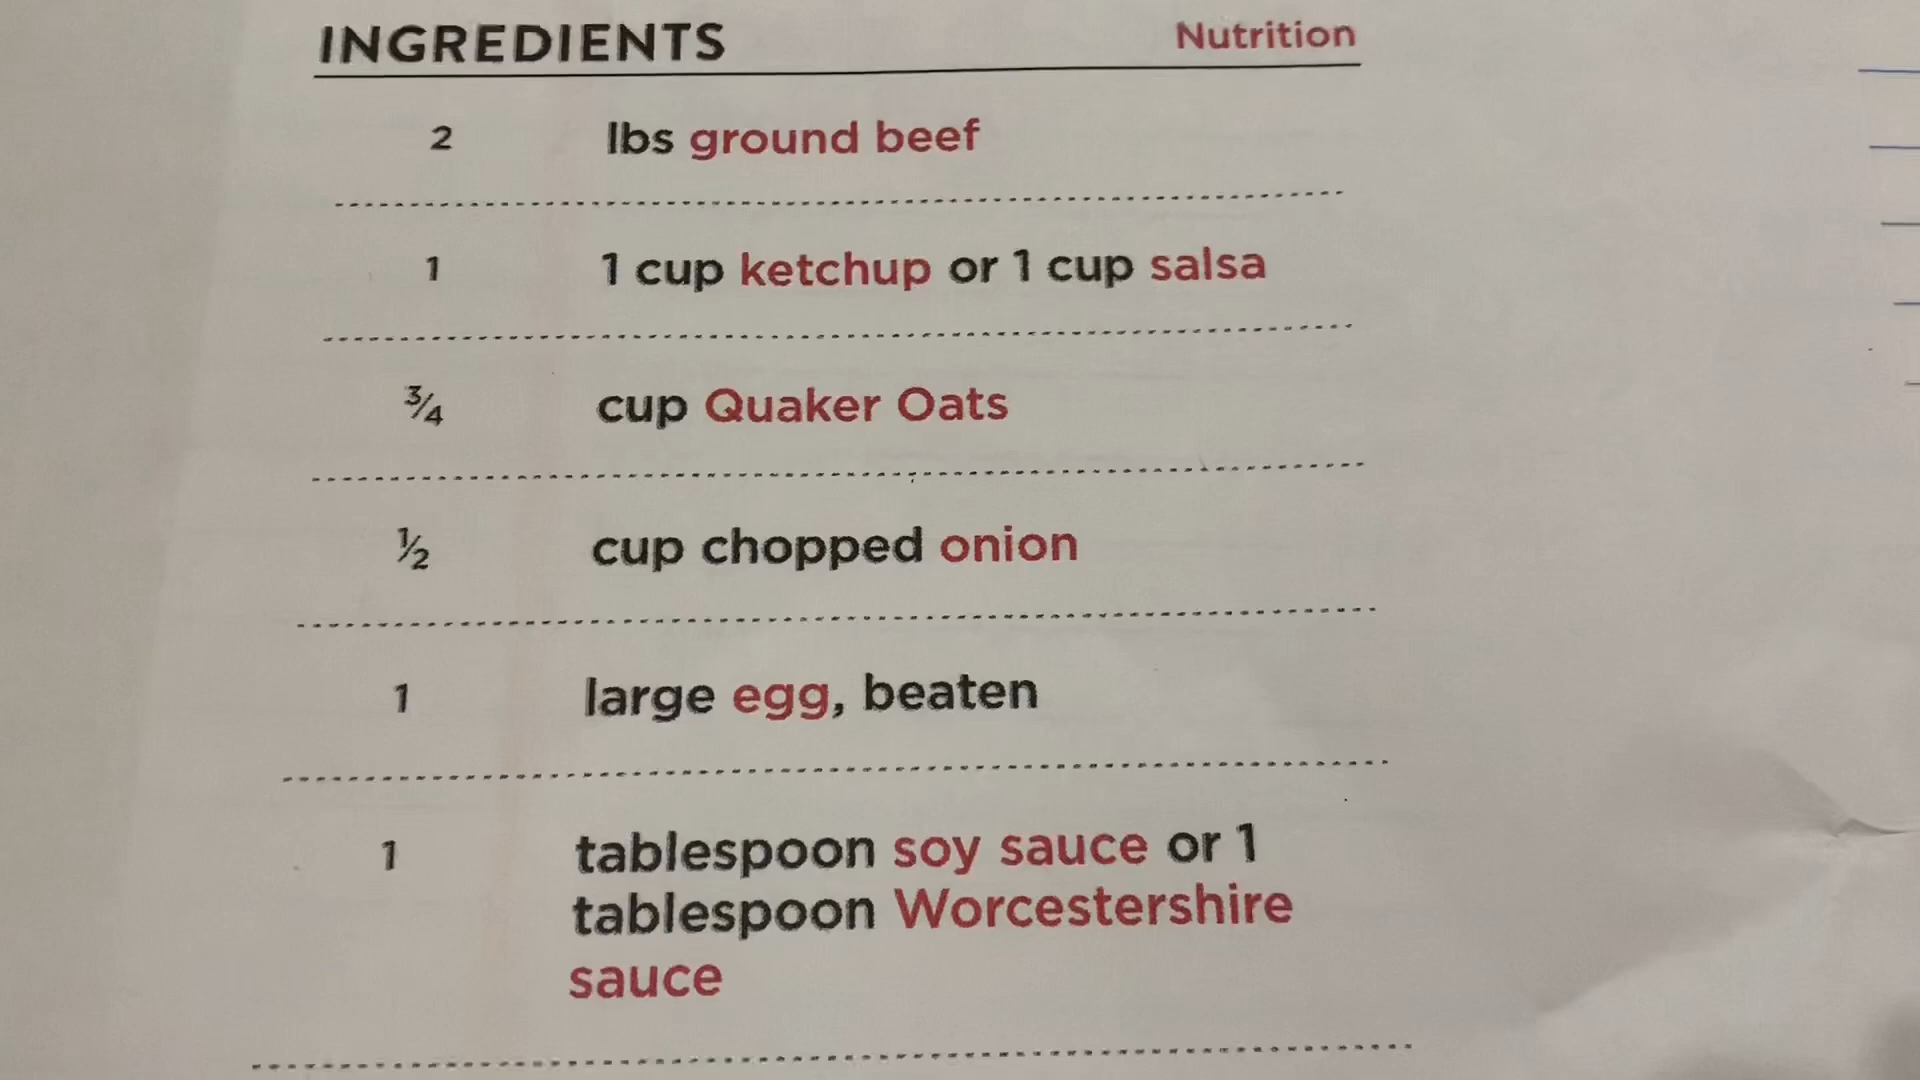 INGREDIENTS Nutrition
2 lbs ground beef
1 1 cup ketchup or 1 cup salsa
¾ cup Quaker Oats
½ cup chopped onion
1 large egg, beaten
1 tablespoon soy sauce or 1
tablespoon Worcestershire
sauce